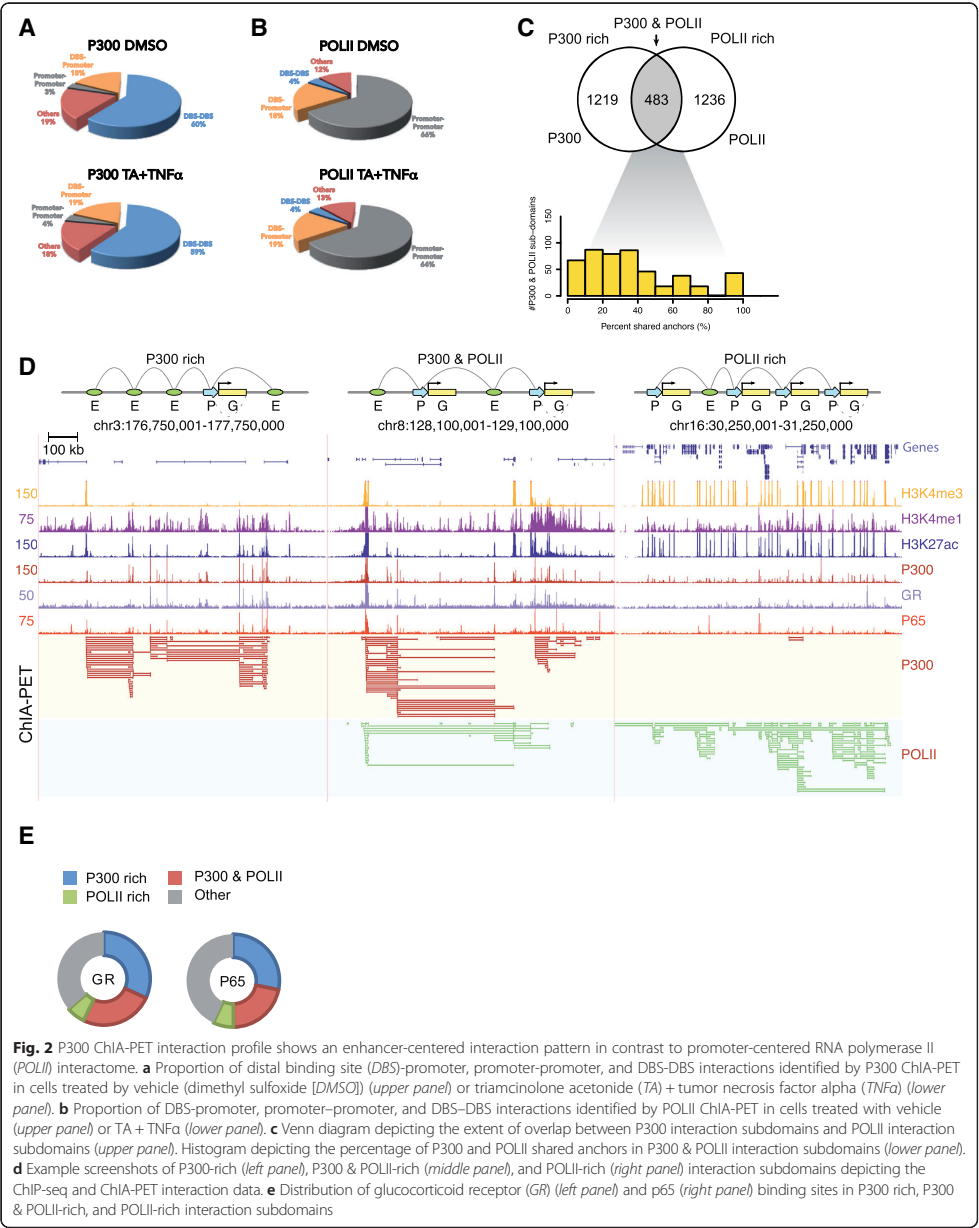 A
B
C
P300 DMSO
DBS-
Promoter
18%
Promoter-
Promoter
3%
Others
19%
DBS-DBS
60%
P300 TA+TNFα
DBS-
Promoter
19%
Promoter-
Promoter
4%
Others
18%
DBS-DBS
59%
POLII DMSO
Others
12%
DBS-DBS
4%
DBS-
Promoter
18%
Promoter-
Promoter
66%
POLII TA+TNFα
Others
13%
DBS-DBS
4%
DBS-
Promoter
19%
Promoter-
Promoter
64%
P300 & POLII
P300 rich
POLII rich
1219
483
1236
P300
POLII
#P300 & POLII sub-domains
150
100
50
0
0 20 40 60 80 100
Percent shared anchors (%)
D
P300 rich
P300 & POLII
POLII rich
E E E P G E
E P G E P G
P G E P G P G P G
chr3:176,750,001-177,750,000
chr8:128,100,001-129,100,000
chr16:30,250,001-31,250,000
100 kb
Genes
150
H3K4me3
75
H3K4me1
150
H3K27ac
150
P300
50
GR
75
P65
ChIA-PET
P300
POLII
E
P300 rich
P300 & POLII
POLII rich
Other
GR
P65
Fig. 2 P300 ChIA-PET interaction profile shows an enhancer-centered interaction pattern in contrast to promoter-centered RNA polymerase II
(POLII) interactome. a Proportion of distal binding site (DBS)-promoter, promoter-promoter, and DBS-DBS interactions identified by P300 ChIA-PET
in cells treated by vehicle (dimethyl sulfoxide [DMSO]) (upper panel) or triamcinolone acetonide (TA) + tumor necrosis factor alpha (TNFα) (lower
panel). b Proportion of DBS-promoter, promoter–promoter, and DBS–DBS interactions identified by POLII ChIA-PET in cells treated with vehicle
(upper panel) or TA + TNFα (lower panel). c Venn diagram depicting the extent of overlap between P300 interaction subdomains and POLII interaction
subdomains (upper panel). Histogram depicting the percentage of P300 and POLII shared anchors in P300 & POLII interaction subdomains (lower panel).
d Example screenshots of P300-rich (left panel), P300 & POLII-rich (middle panel), and POLII-rich (right panel) interaction subdomains depicting the
ChIP-seq and ChIA-PET interaction data. e Distribution of glucocorticoid receptor (GR) (left panel) and p65 (right panel) binding sites in P300 rich, P300
& POLII-rich, and POLII-rich interaction subdomains